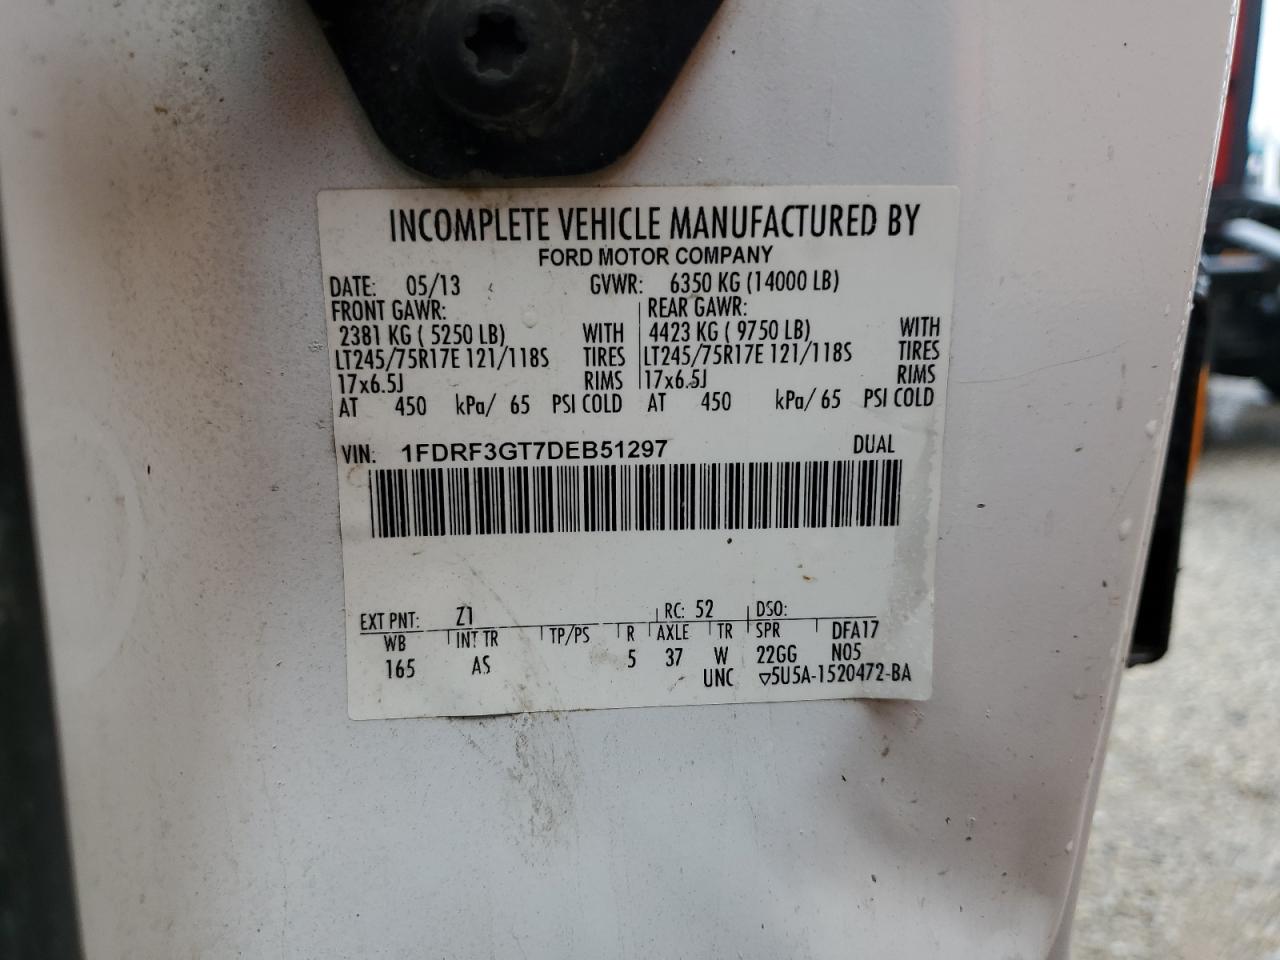 INCOMPLETE VEHICLE MANUFACTURED BY
FORD MOTOR COMPANY
DATE: 05/13 GVWR: 6350 KG (14000 LB)
FRONT GAWR: REAR GAWR:
2381 KG ( 5250 LB) WITH 4423 KG ( 9750 LB) WITH
LT245/75R17E 121/118S TIRES LT245/75R17E 121/118S TIRES
17x6.5J RIMS 17x6.5J RIMS
AT 450 kPa/ 65 PSI COLD AT 450 kPa/ 65 PSI COLD
VIN: 1FDRF3GT7DEB51297 DUAL
EXT PNT: Z1 RC: 52 DSO:
WB INT TR TP/PS R AXLE TR SPR DFA17
165 AS 5 37 W 22GG N05
UNC ▽5U5A-1520472-BA